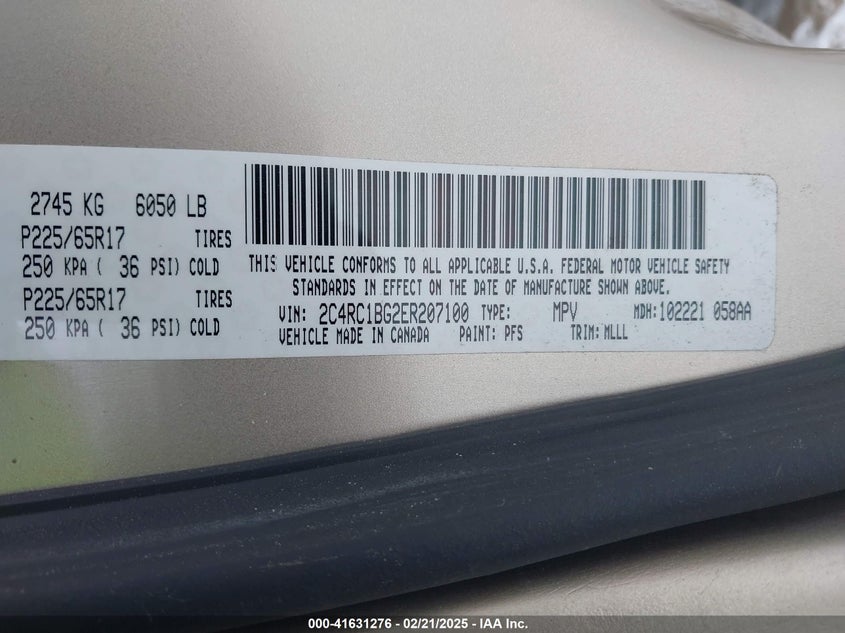 2745 KG 6050 LB
P225/65R17 TIRES
250 KPA ( 36 PSI) COLD
P225/65R17 TIRES
250 KPA ( 36 PSI) COLD
THIS VEHICLE CONFORMS TO ALL APPLICABLE U.S.A. FEDERAL MOTOR VEHICLE SAFETY
STANDARDS IN EFFECT ON THE DATE OF MANUFACTURE SHOWN ABOVE.
VIN: 2C4RC1BG2ER207100 TYPE: MPV MDH: 102221 058AA
VEHICLE MADE IN CANADA PAINT: PFS TRIM: MLLL
000-41631276 - 02/21/2025 - IAA Inc.